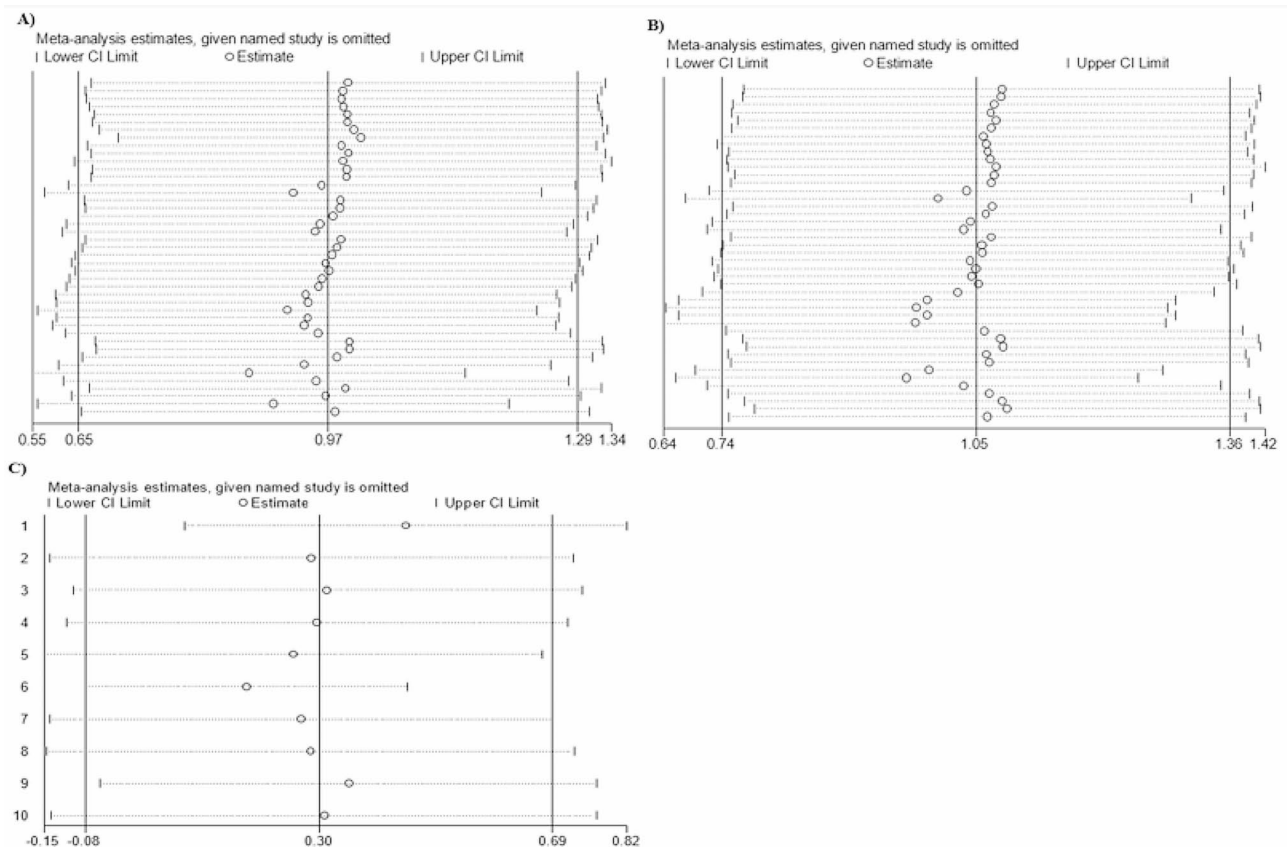 A)
Meta-analysis estimates, given named study is omitted
| Lower CI Limit ○ Estimate | Upper CI Limit
0.55 0.65 0.97 1.29 1.34
B)
Meta-analysis estimates, given named study is omitted
| Lower CI Limit ○ Estimate | Upper CI Limit
0.64 0.74 1.05 1.36 1.42
C)
Meta-analysis estimates, given named study is omitted
| Lower CI Limit ○ Estimate | Upper CI Limit
1
2
3
4
5
6
7
8
9
10
-0.15 -0.08 0.30 0.69 0.82